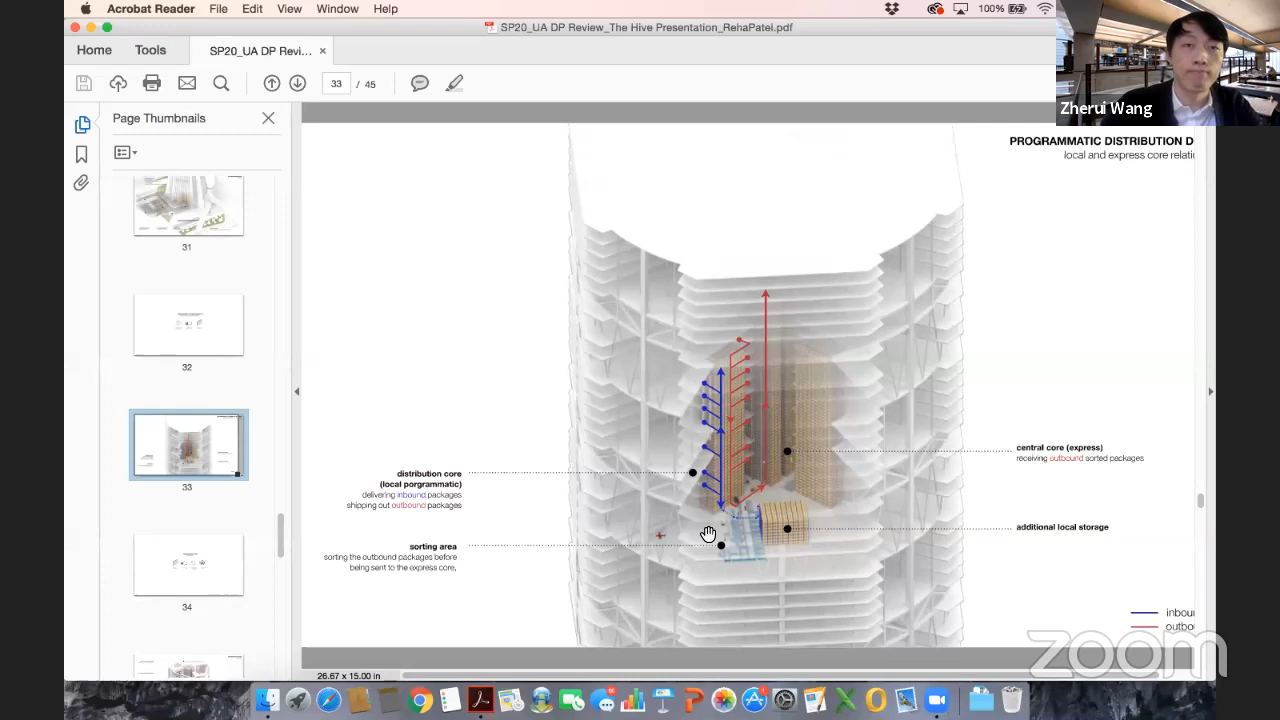 Acrobat Reader File Edit View Window Help
100%
SP20_UA DP Review_The Hive Presentation_RehaPatel.pdf
Home Tools SP20_UA DP Revi... ×
33 / 45
Page Thumbnails
31
32
33
34
PROGRAMMATIC DISTRIBUTION D
local and express core relati
distribution core
(local porgrammatic)
delivering inbound packages
shipping out outbound packages
sorting area
sorting the outbound packages before
being sent to the express core,
central core (express)
receiving outbound sorted packages
additional local storage
inbou
outbo
26.67 x 15.00 in
Zherui Wang
zoom